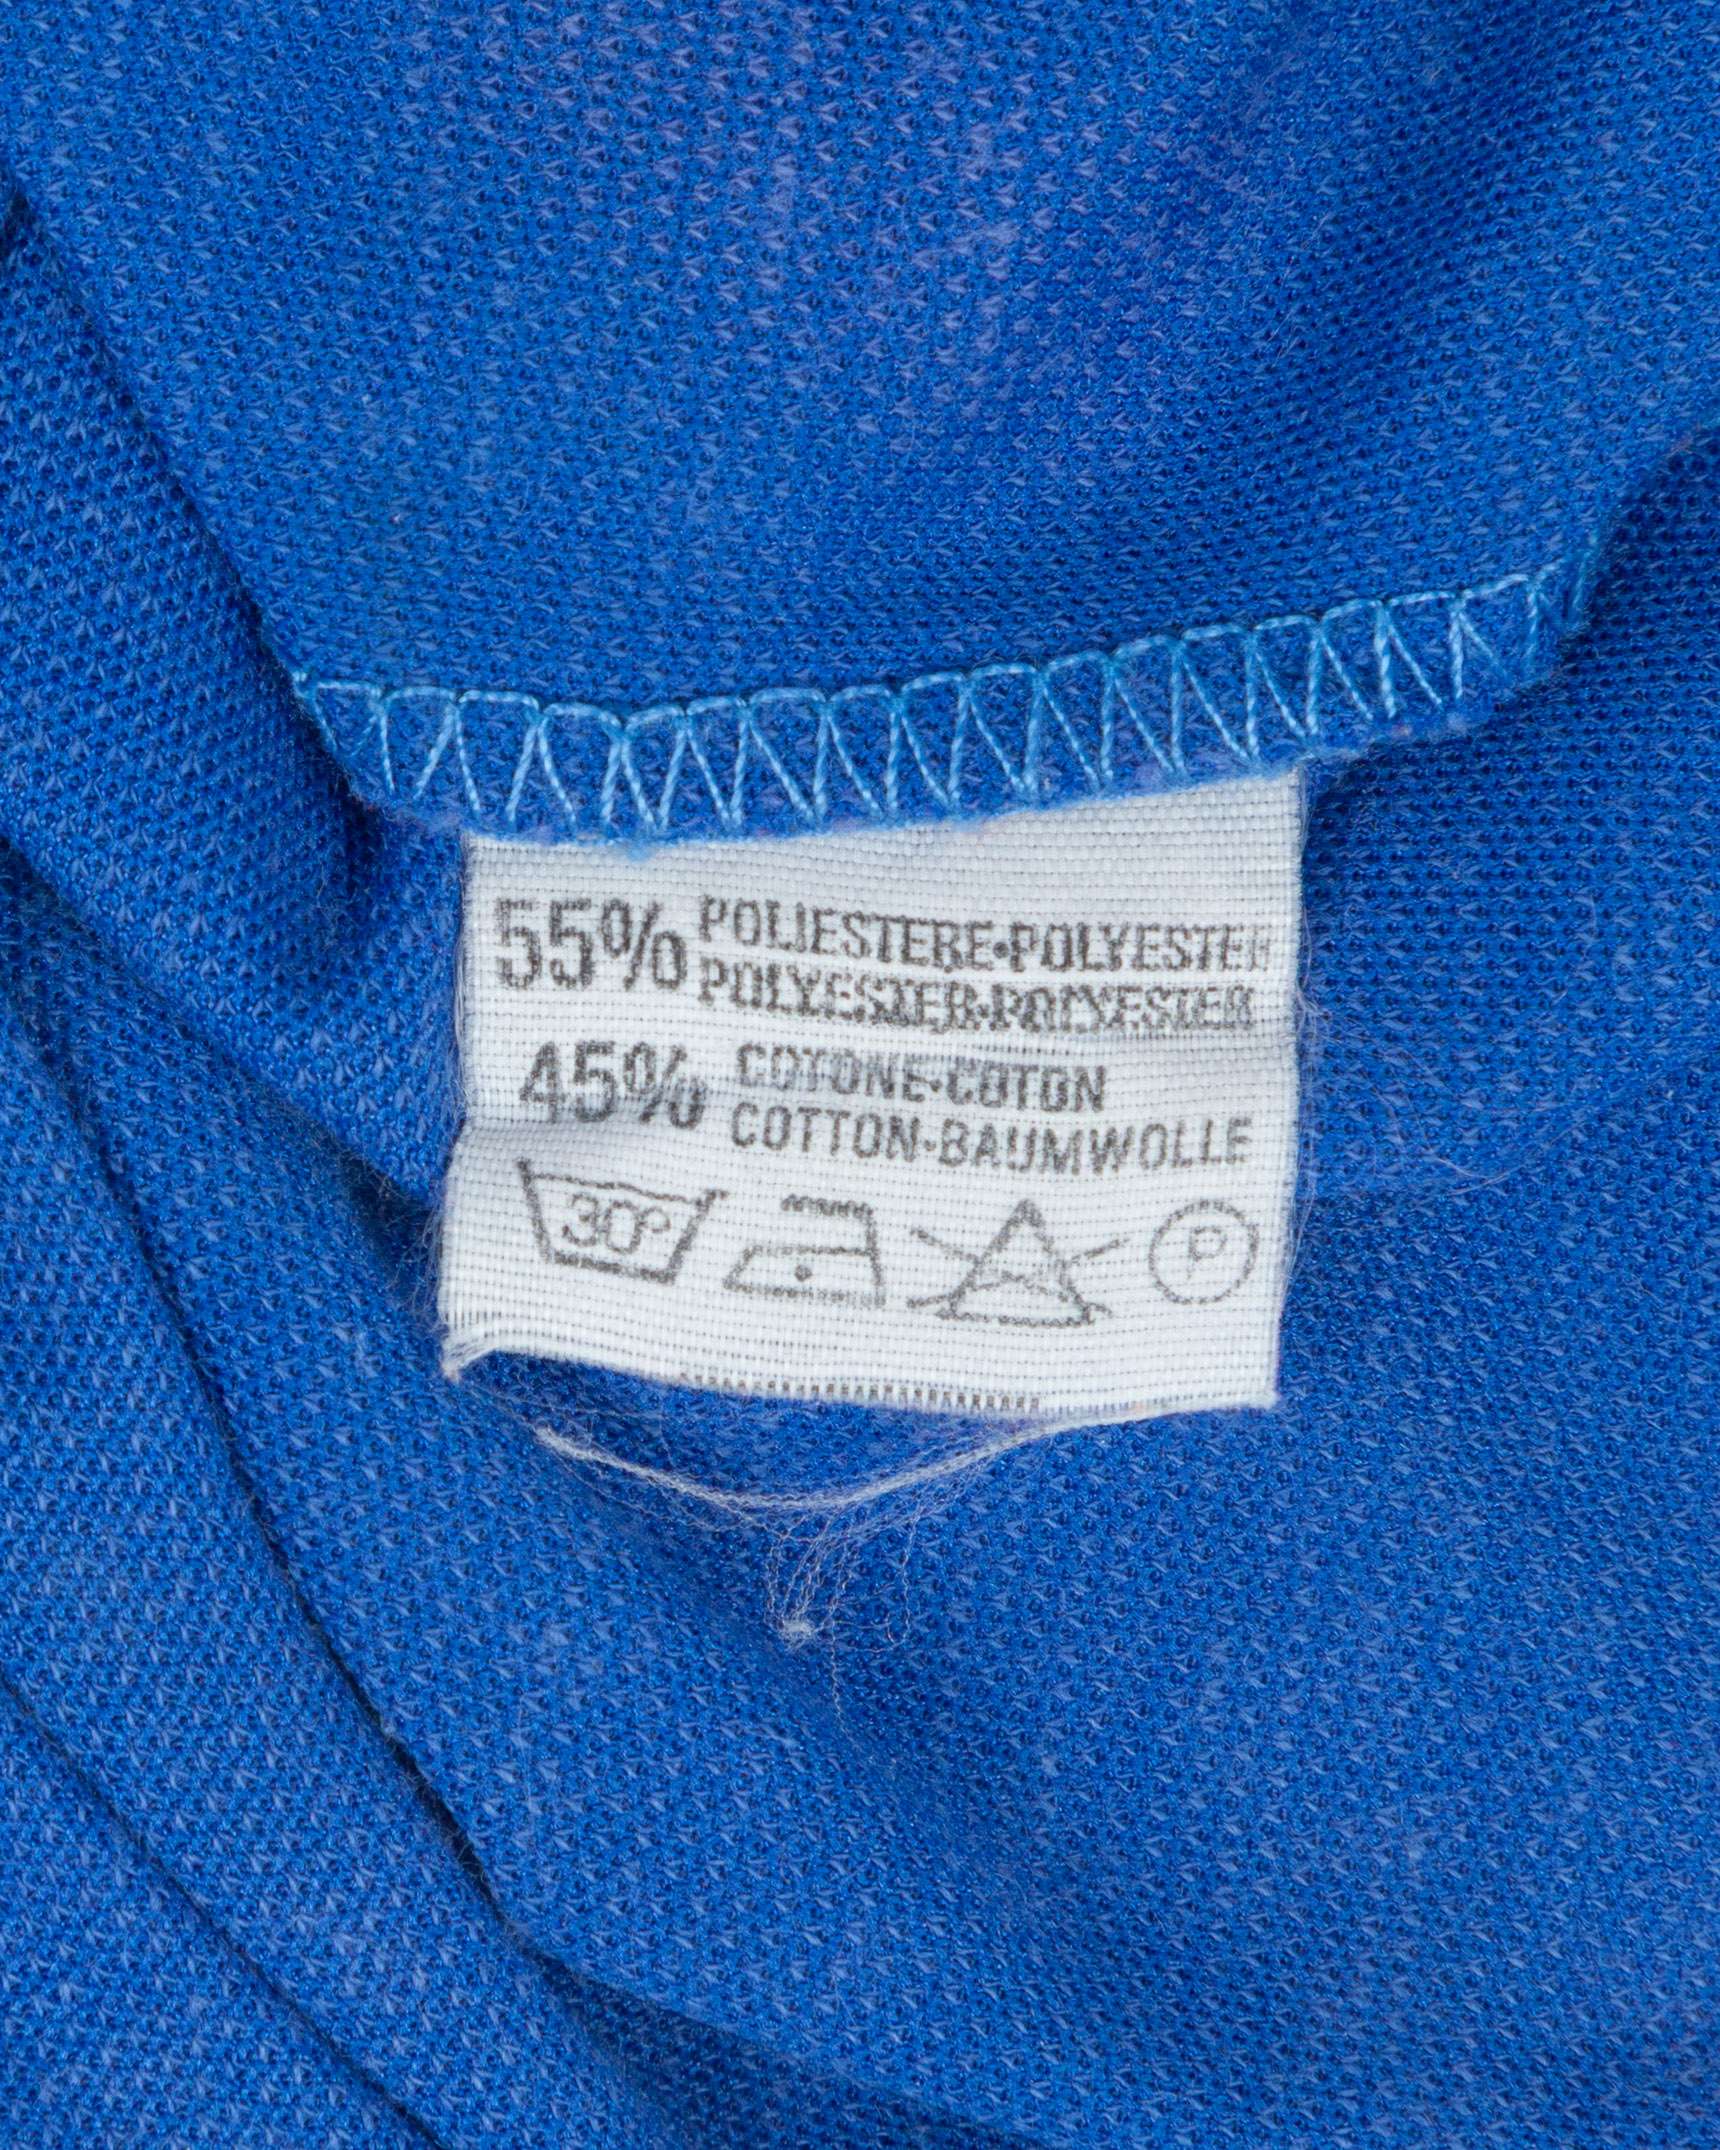 55% POLIESTERE·POLYESTER
POLYESTER·POLYESTER
45% COTONE·COTON
COTTON·BAUMWOLLE
30° P